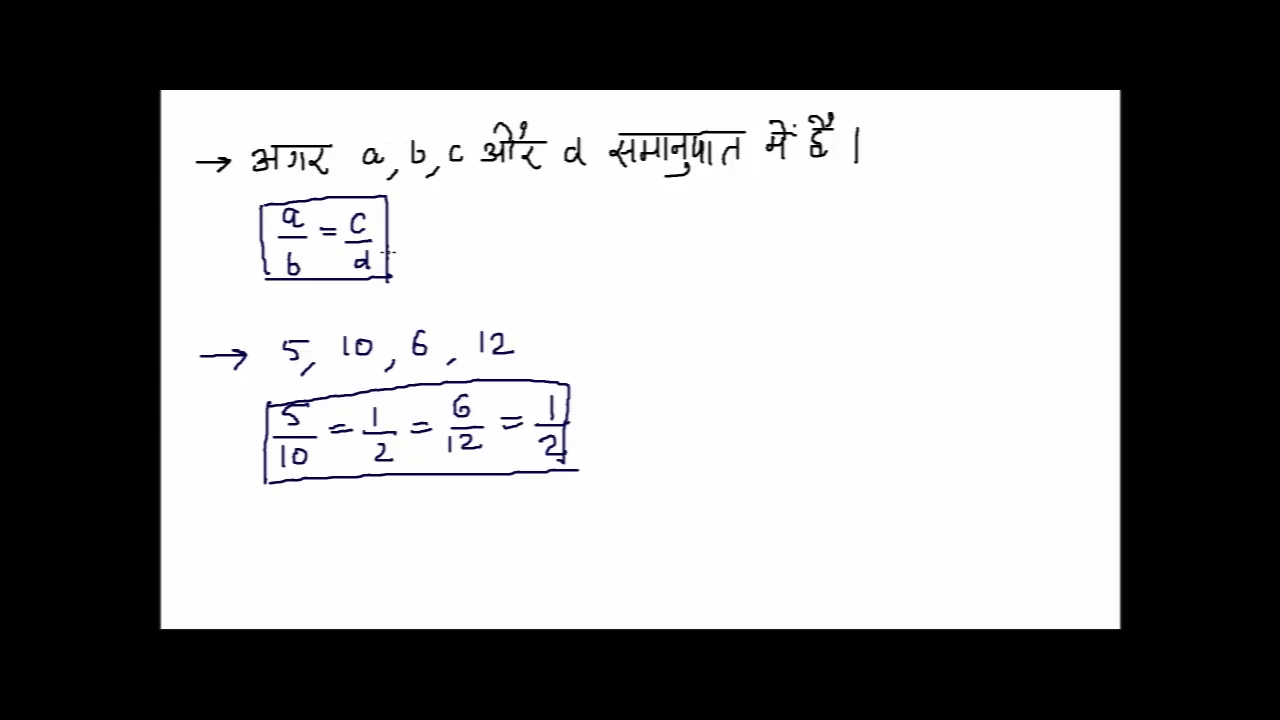 → अगर a, b, c और d समानुपात में हैं।
a/b = c/d
→ 5, 10, 6, 12
5/10 = 1/2 = 6/12 = 1/2